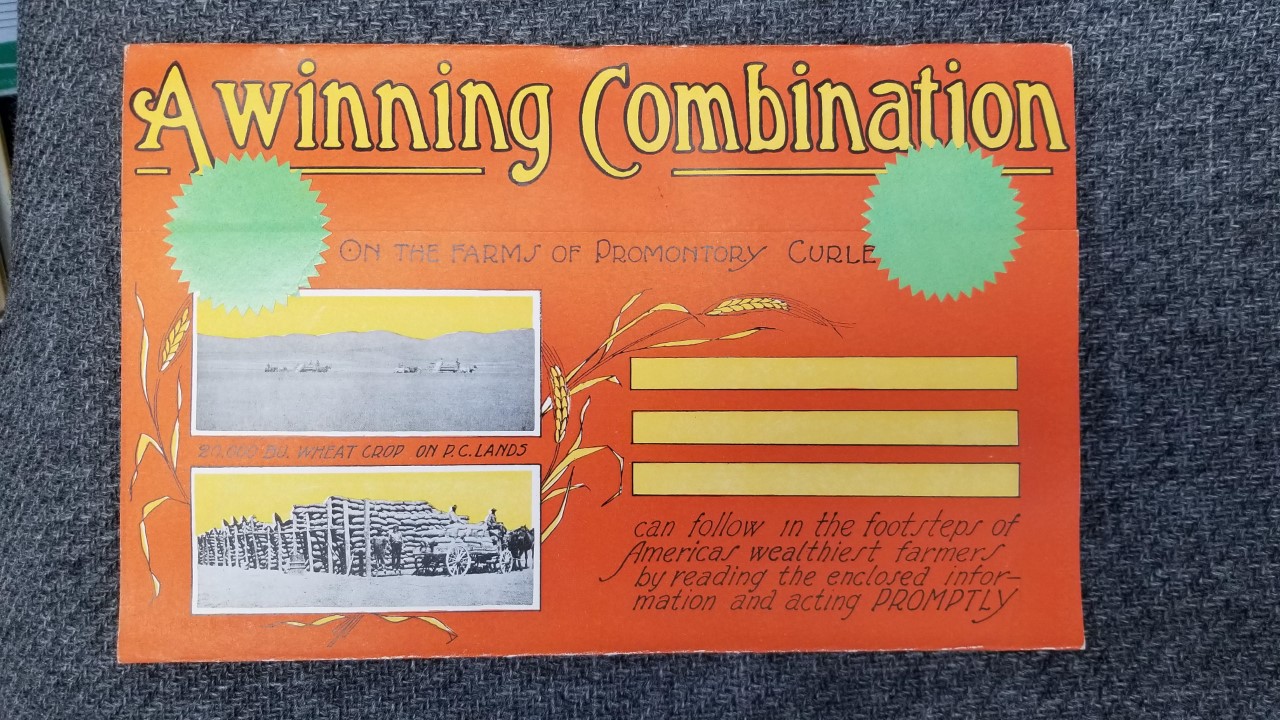 A winning Combination
ON THE FARMS OF PROMONTORY CURLE
80,000 BU. WHEAT CROP ON P.C. LANDS
can follow in the footsteps of
Americas wealthiest farmers
by reading the enclosed infor-
mation and acting PROMPTLY